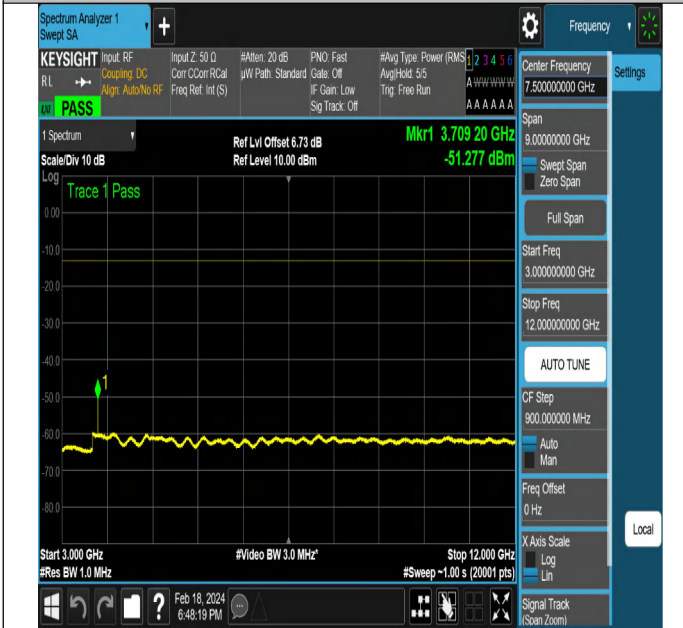 Spectrum Analyzer 1
Swept SA
+
Frequency
KEYSIGHT
RL
LXI
PASS
Input: RF
Coupling: DC
Align: Auto/No RF
Input Z: 50 Ω
Corr CCorr RCal
Freq Ref: Int (S)
#Atten: 20 dB
µW Path: Standard
PNO: Fast
Gate: Off
IF Gain: Low
Sig Track: Off
#Avg Type: Power (RMS)
Avg|Hold: 5/5
Trig: Free Run
1 2 3 4 5 6
A W W W W W
A A A A A A
1 Spectrum
Scale/Div 10 dB
Ref Lvl Offset 6.73 dB
Ref Level 10.00 dBm
Mkr1 3.709 20 GHz
-51.277 dBm
Log
Trace 1 Pass
0.00
-10.0
-20.0
-30.0
-40.0
1
-50.0
-60.0
-70.0
-80.0
Start 3.000 GHz
#Res BW 1.0 MHz
#Video BW 3.0 MHz*
Stop 12.000 GHz
#Sweep ~1.00 s (20001 pts)
Feb 18, 2024
6:48:19 PM
Center Frequency
7.50000000 GHz
Settings
Span
9.00000000 GHz
Swept Span
Zero Span
Full Span
Start Freq
3.000000000 GHz
Stop Freq
12.000000000 GHz
AUTO TUNE
CF Step
900.000000 MHz
Auto
Man
Freq Offset
0 Hz
X Axis Scale
Log
Lin
Signal Track
(Span Zoom)
Local